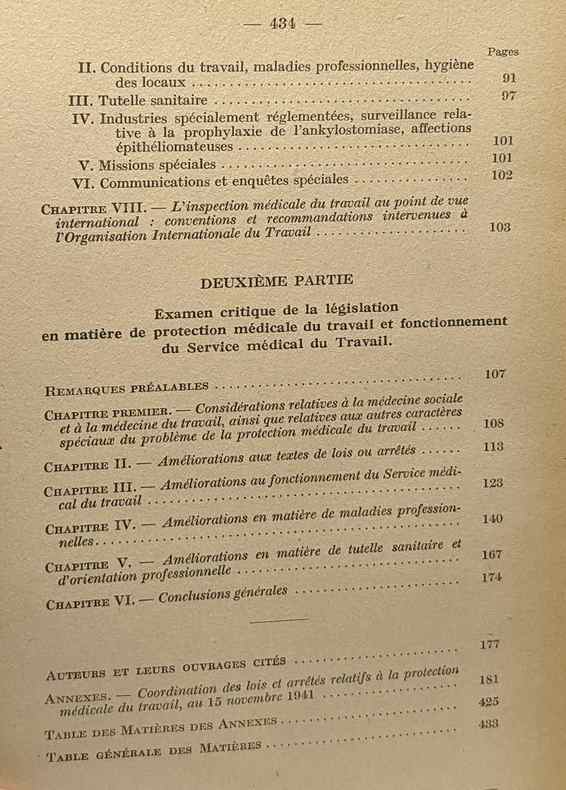 — 434 —
Pages
II. Conditions du travail, maladies professionnelles, hygiène
des locaux ........................................ 91
III. Tutelle sanitaire ................................... 97
IV. Industries spécialement réglementées, surveillance rela-
tive à la prophylaxie de l'ankylostomiase, affections
épithéliomateuses ................................. 101
V. Missions spéciales .................................. 101
VI. Communications et enquêtes spéciales ................ 102
CHAPITRE VIII. — L'inspection médicale du travail au point de vue
international : conventions et recommandations intervenues à
l'Organisation Internationale du Travail ..................... 103
DEUXIÈME PARTIE
Examen critique de la législation
en matière de protection médicale du travail et fonctionnement
du Service médical du Travail.
REMARQUES PRÉALABLES .................................... 107
CHAPITRE PREMIER. — Considérations relatives à la médecine sociale
et à la médecine du travail, ainsi que relatives aux autres caractères
spéciaux du problème de la protection médicale du travail ...... 108
CHAPITRE II. — Améliorations aux textes de lois ou arrêtés ...... 113
CHAPITRE III. — Améliorations au fonctionnement du Service médi-
cal du travail ............................................ 123
CHAPITRE IV. — Améliorations en matière de maladies profession-
nelles .................................................... 140
CHAPITRE V. — Améliorations en matière de tutelle sanitaire et
d'orientation professionnelle ................................ 167
CHAPITRE VI. — Conclusions générales ........................ 174
AUTEURS ET LEURS OUVRAGES CITÉS ........................ 177
ANNEXES. — Coordination des lois et arrêtés relatifs à la protection
médicale du travail, au 15 novembre 1941 .................... 181
TABLE DES MATIÈRES DES ANNEXES ........................ 425
TABLE GÉNÉRALE DES MATIÈRES ........................... 433